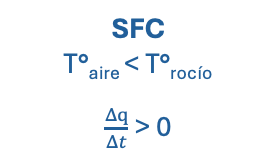 SFC
T°aire < T°rocío
Δq/Δt > 0